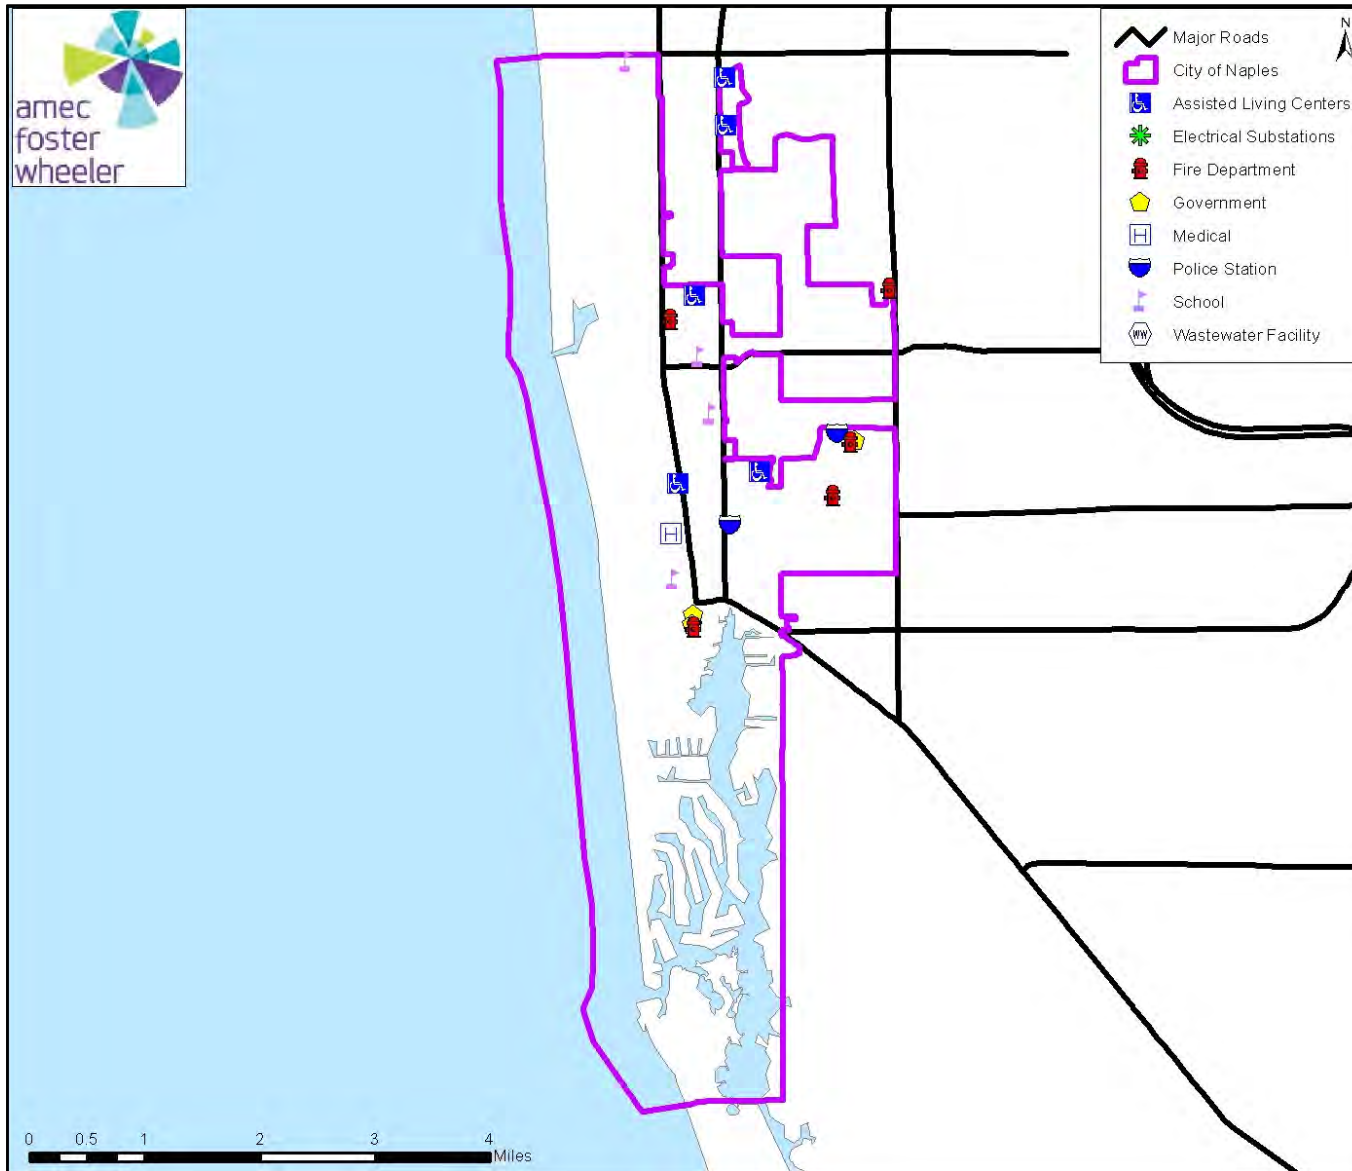 amec
foster
wheeler
N
Major Roads
City of Naples
Assisted Living Centers
Electrical Substations
Fire Department
Government
H Medical
Police Station
School
WW Wastewater Facility
H
0 0.5 1 2 3 4
Miles